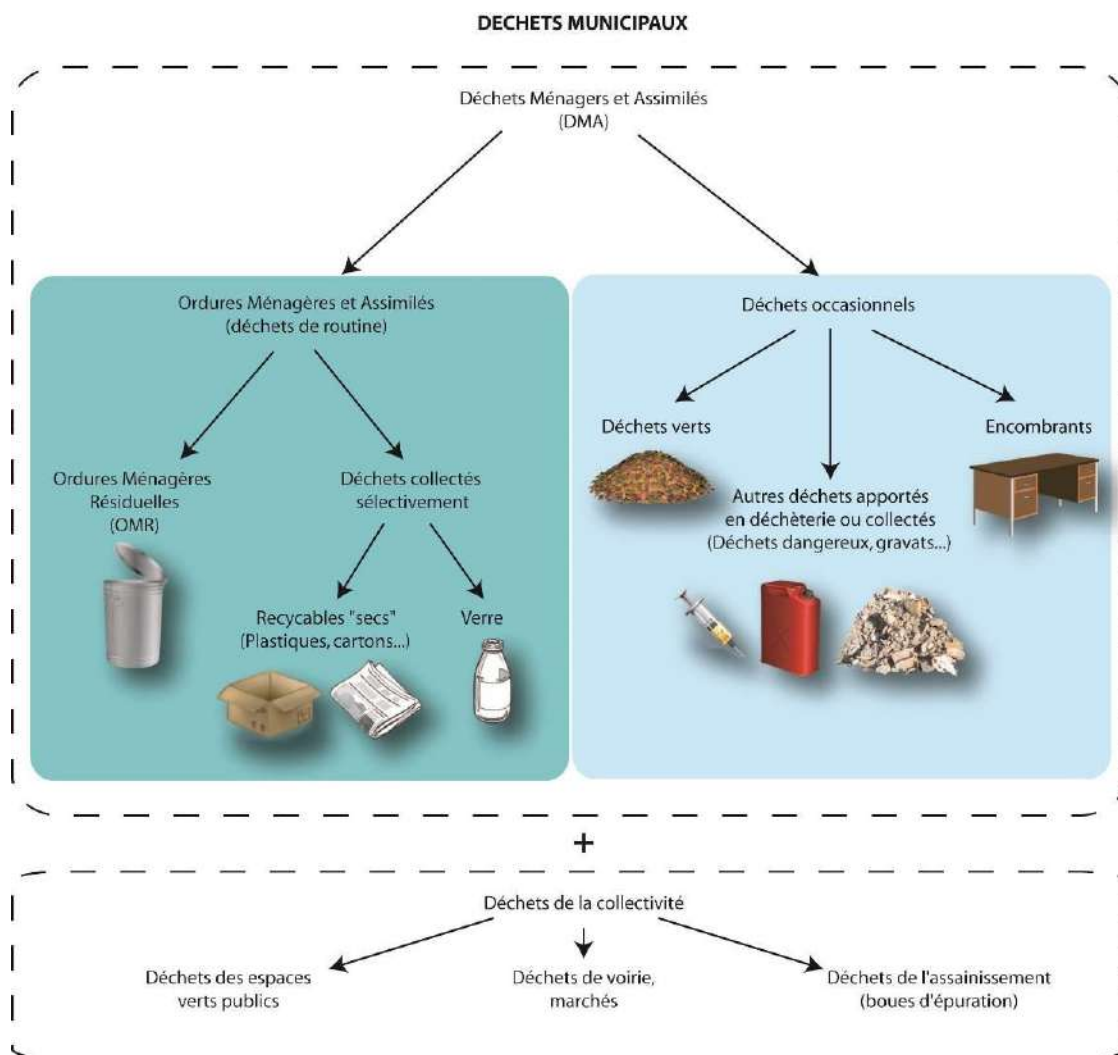 DECHETS MUNICIPAUX
Déchets Ménagers et Assimilés
(DMA)
Ordures Ménagères et Assimilés
(déchets de routine)
Déchets occasionnels
Ordures Ménagères
Résiduelles
(OMR)
Déchets collectés
sélectivement
Recycables "secs"
(Plastiques, cartons...)
Verre
Déchets verts
Autres déchets apportés
en déchèterie ou collectés
(Déchets dangereux, gravats...)
Encombrants
+
Déchets de la collectivité
Déchets des espaces
verts publics
Déchets de voirie,
marchés
Déchets de l'assainissement
(boues d'épuration)